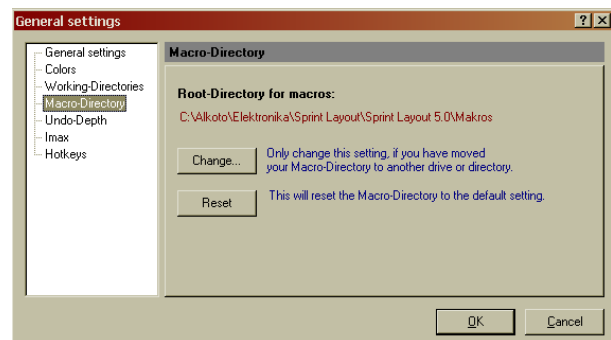 General settings
General settings
Colors
Working-Directories
Macro-Directory
Undo-Depth
Imax
Hotkeys
Macro-Directory
Root-Directory for macros:
C:\Alkoto\Elektronika\Sprint Layout\Sprint Layout 5.0\Makros
Change...
Only change this setting, if you have moved
your Macro-Directory to another drive or directory.
Reset
This will reset the Macro-Directory to the default setting.
OK
Cancel